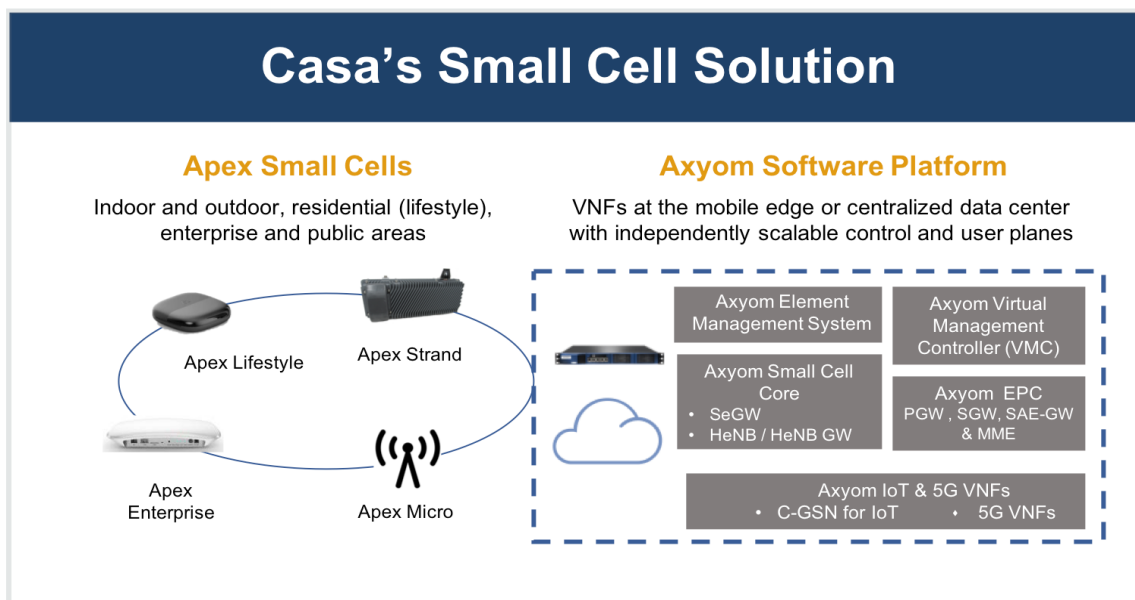 Casa's Small Cell Solution
Apex Small Cells
Indoor and outdoor, residential (lifestyle),
enterprise and public areas
Apex Lifestyle
Apex Strand
Apex
Enterprise
Apex Micro
Axyom Software Platform
VNFs at the mobile edge or centralized data center
with independently scalable control and user planes
Axyom Element
Management System
Axyom Virtual
Management
Controller (VMC)
Axyom Small Cell
Core
• SeGW
• HeNB / HeNB GW
Axyom EPC
PGW , SGW, SAE-GW
& MME
Axyom IoT & 5G VNFs
• C-GSN for IoT
⬧ 5G VNFs